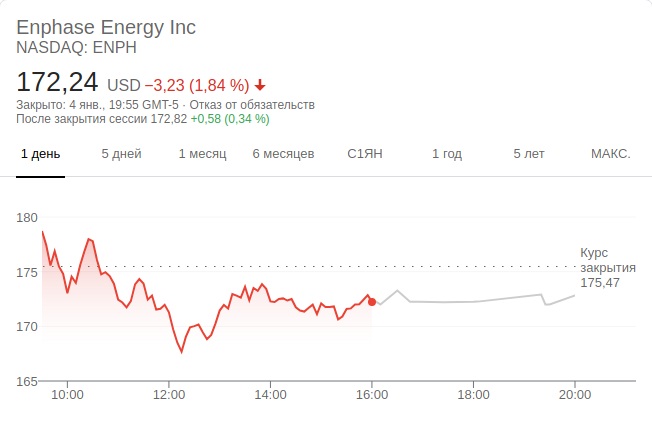 Enphase Energy Inc
NASDAQ: ENPH
172,24 USD −3,23 (1,84 %)
Закрыто: 4 янв., 19:55 GMT-5 · Отказ от обязательств
После закрытия сессии 172,82 +0,58 (0,34 %)
1 день 5 дней 1 месяц 6 месяцев С1ЯН 1 год 5 лет МАКС.
180
Курс
175 закрытия
175,47
170
165
10:00 12:00 14:00 16:00 18:00 20:00